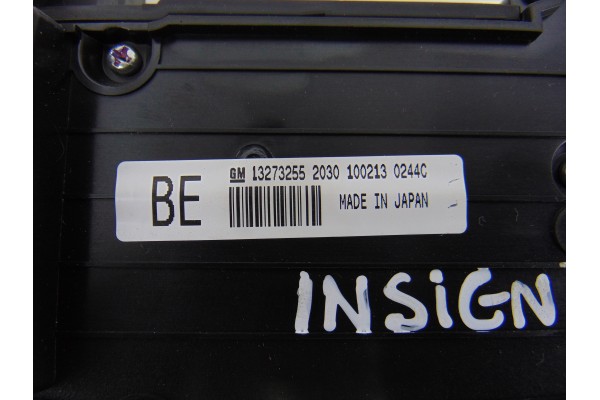 BE
GM 13273255 2030 100213 0244C
MADE IN JAPAN
INSIGN